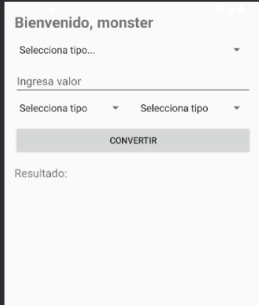 Bienvenido, monster
Selecciona tipo...
Ingresa valor
Selecciona tipo Selecciona tipo
CONVERTIR
Resultado: